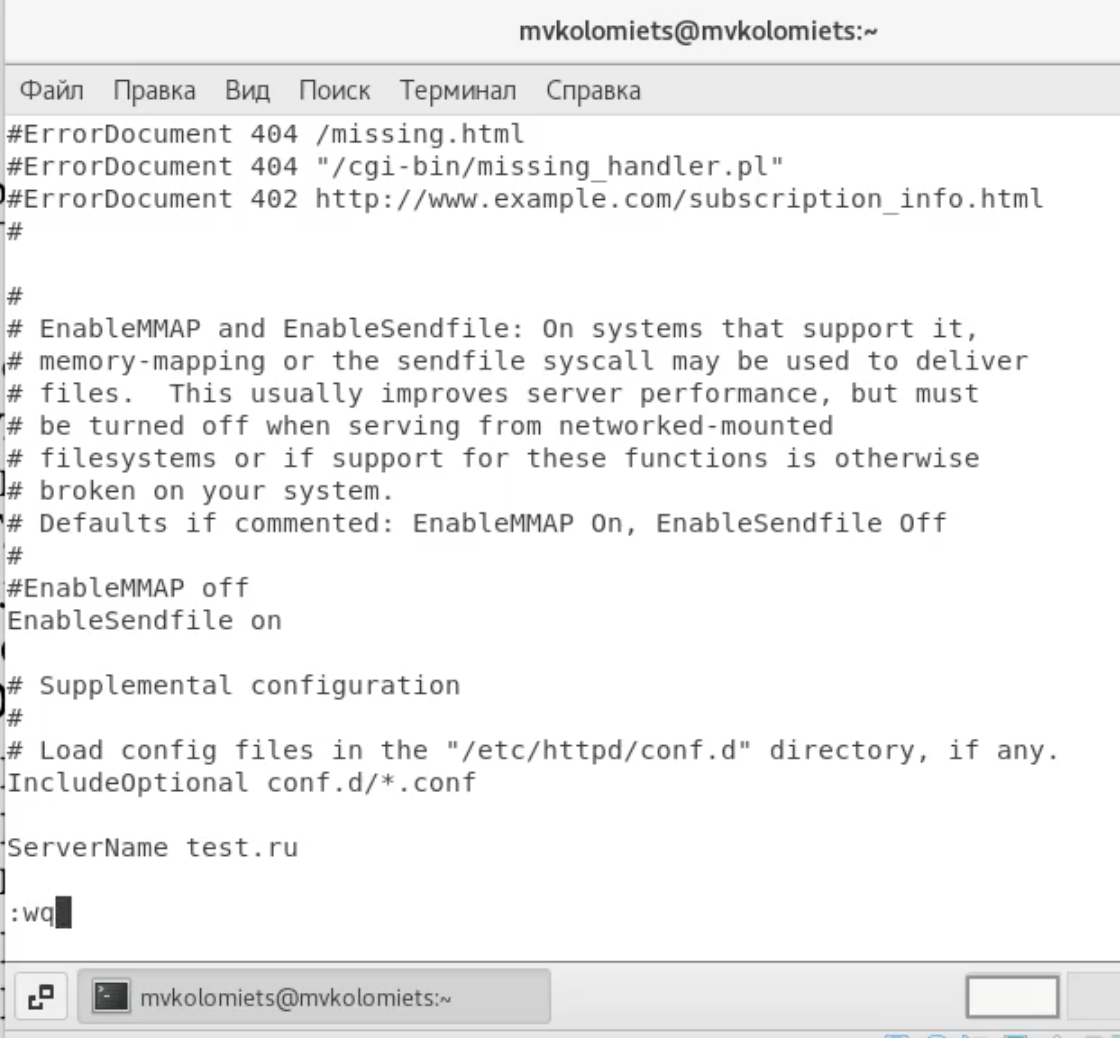 mvkolomiets@mvkolomiets:~
Файл Правка Вид Поиск Терминал Справка
#ErrorDocument 404 /missing.html
#ErrorDocument 404 "/cgi-bin/missing_handler.pl"
#ErrorDocument 402 http://www.example.com/subscription_info.html
#
#
# EnableMMAP and EnableSendfile: On systems that support it,
# memory-mapping or the sendfile syscall may be used to deliver
# files.  This usually improves server performance, but must
# be turned off when serving from networked-mounted
# filesystems or if support for these functions is otherwise
# broken on your system.
# Defaults if commented: EnableMMAP On, EnableSendfile Off
#
#EnableMMAP off
EnableSendfile on
# Supplemental configuration
#
# Load config files in the "/etc/httpd/conf.d" directory, if any.
IncludeOptional conf.d/*.conf
ServerName test.ru
:wq
mvkolomiets@mvkolomiets:~